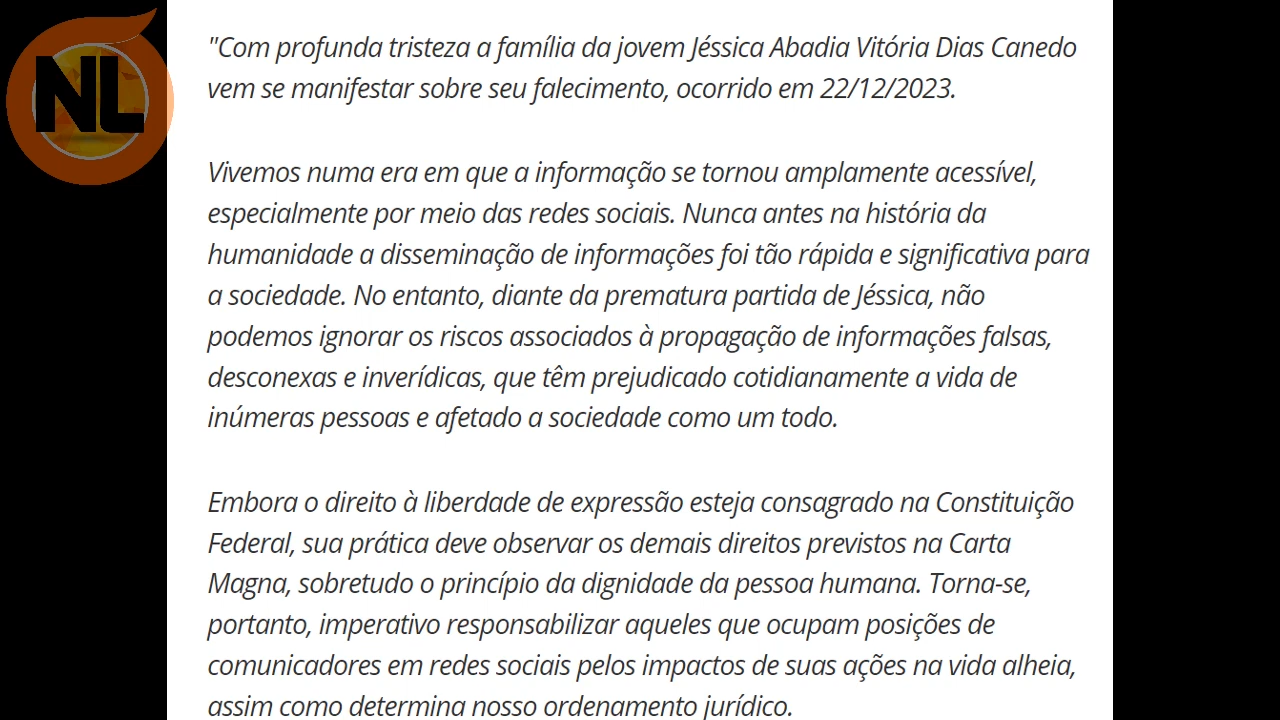 NL
"Com profunda tristeza a família da jovem Jéssica Abadia Vitória Dias Canedo
vem se manifestar sobre seu falecimento, ocorrido em 22/12/2023.
Vivemos numa era em que a informação se tornou amplamente acessível,
especialmente por meio das redes sociais. Nunca antes na história da
humanidade a disseminação de informações foi tão rápida e significativa para
a sociedade. No entanto, diante da prematura partida de Jéssica, não
podemos ignorar os riscos associados à propagação de informações falsas,
desconexas e inverídicas, que têm prejudicado cotidianamente a vida de
inúmeras pessoas e afetado a sociedade como um todo.
Embora o direito à liberdade de expressão esteja consagrado na Constituição
Federal, sua prática deve observar os demais direitos previstos na Carta
Magna, sobretudo o princípio da dignidade da pessoa humana. Torna-se,
portanto, imperativo responsabilizar aqueles que ocupam posições de
comunicadores em redes sociais pelos impactos de suas ações na vida alheia,
assim como determina nosso ordenamento jurídico.